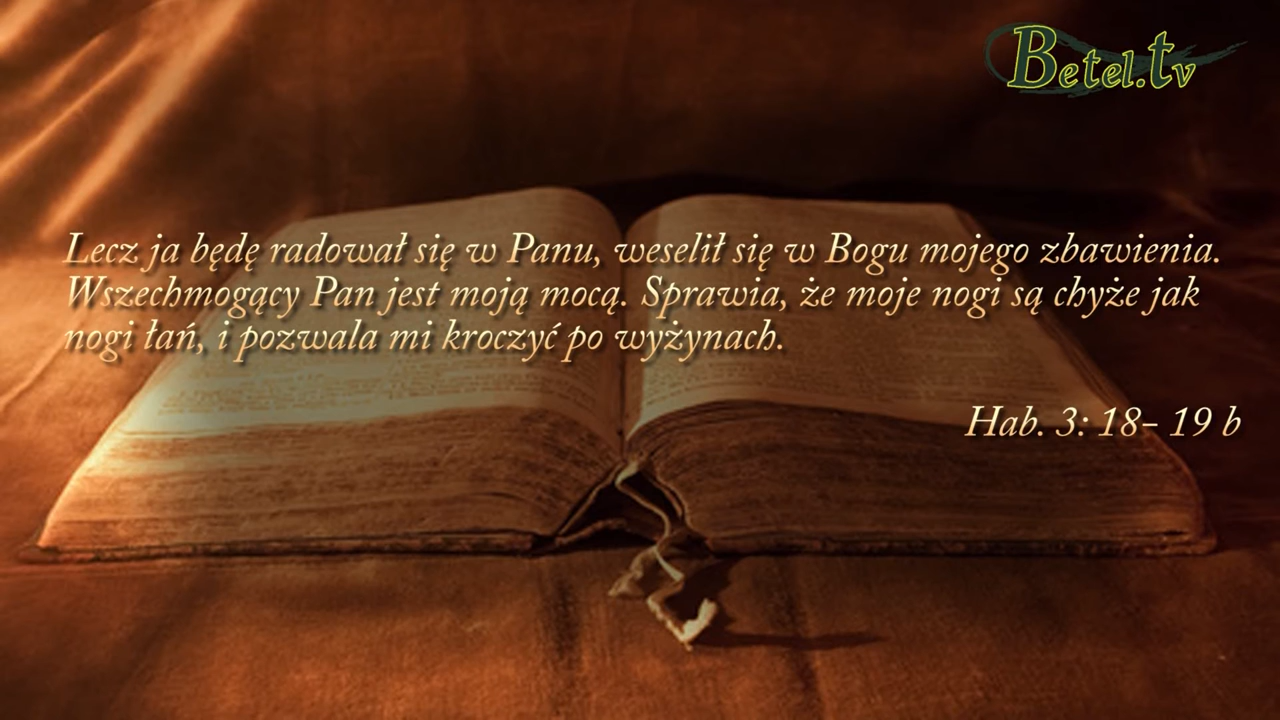 Betel.tv
Lecz ja będę radował się w Panu, weselił się w Bogu mojego zbawienia.
Wszechmogący Pan jest moją mocą. Sprawia, że moje nogi są chyże jak
nogi łań, i pozwala mi kroczyć po wyżynach.
Hab. 3: 18- 19 b